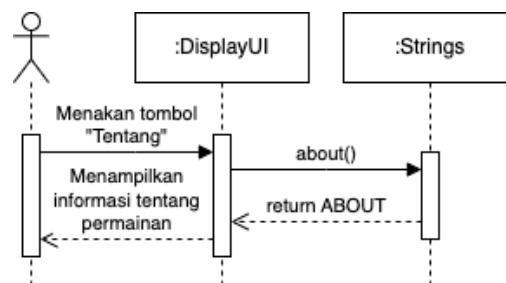 :DisplayUI
:Strings
Menakan tombol
"Tentang"
about()
Menampilkan
informasi tentang
permainan
return ABOUT